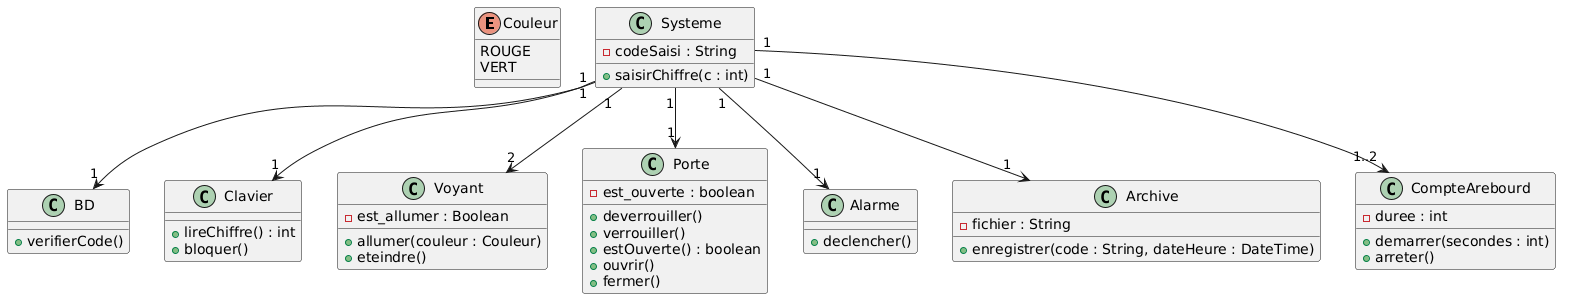 E Couleur
ROUGE
VERT
C Systeme
codeSaisi : String
saisirChiffre(c : int)
1
1
1
1
1
1
1
1
1
2
1
1
1
1..2
C BD
verifierCode()
C Clavier
lireChiffre() : int
bloquer()
C Voyant
est_allumer : Boolean
allumer(couleur : Couleur)
eteindre()
C Porte
est_ouverte : boolean
deverrouiller()
verrouiller()
estOuverte() : boolean
ouvrir()
fermer()
C Alarme
declencher()
C Archive
fichier : String
enregistrer(code : String, dateHeure : DateTime)
C CompteArebourd
duree : int
demarrer(secondes : int)
arreter()